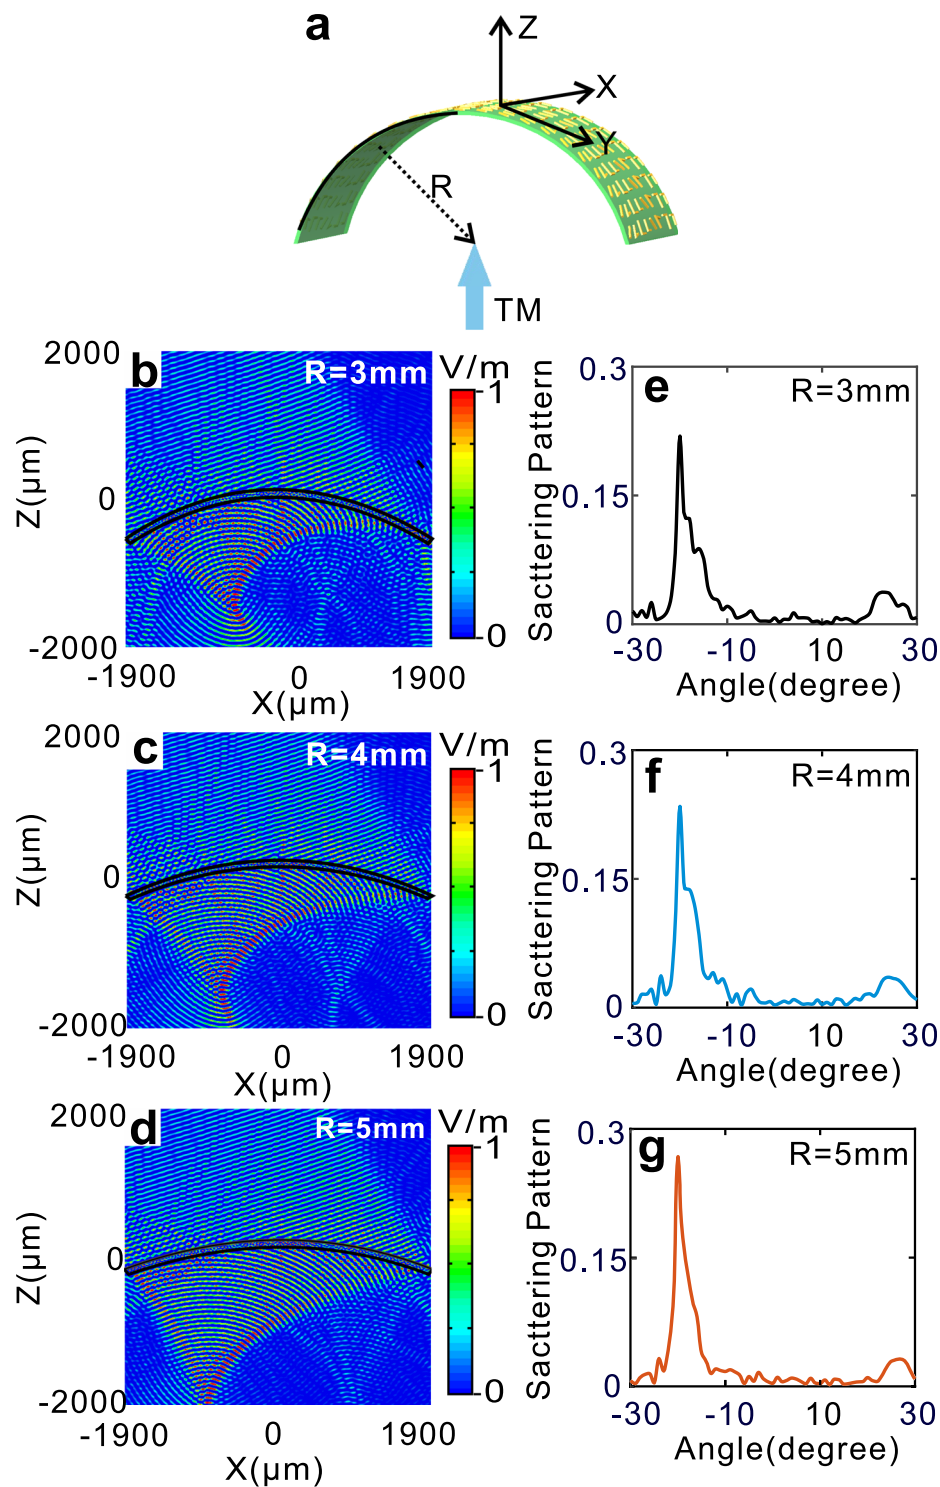 a
Z
X
Y
R
TM
b
R=3mm
V/m
1
0
2000
0
-2000
Z(μm)
-1900
0
1900
X(μm)
e
R=3mm
0.3
0.15
0
Sacttering Pattern
-30
-10
10
30
Angle(degree)
c
R=4mm
V/m
1
0
2000
0
-2000
Z(μm)
-1900
0
1900
X(μm)
f
R=4mm
0.3
0.15
0
Sacttering Pattern
-30
-10
10
30
Angle(degree)
d
R=5mm
V/m
1
0
2000
0
-2000
Z(μm)
-1900
0
1900
X(μm)
g
R=5mm
0.3
0.15
0
Sacttering Pattern
-30
-10
10
30
Angle(degree)